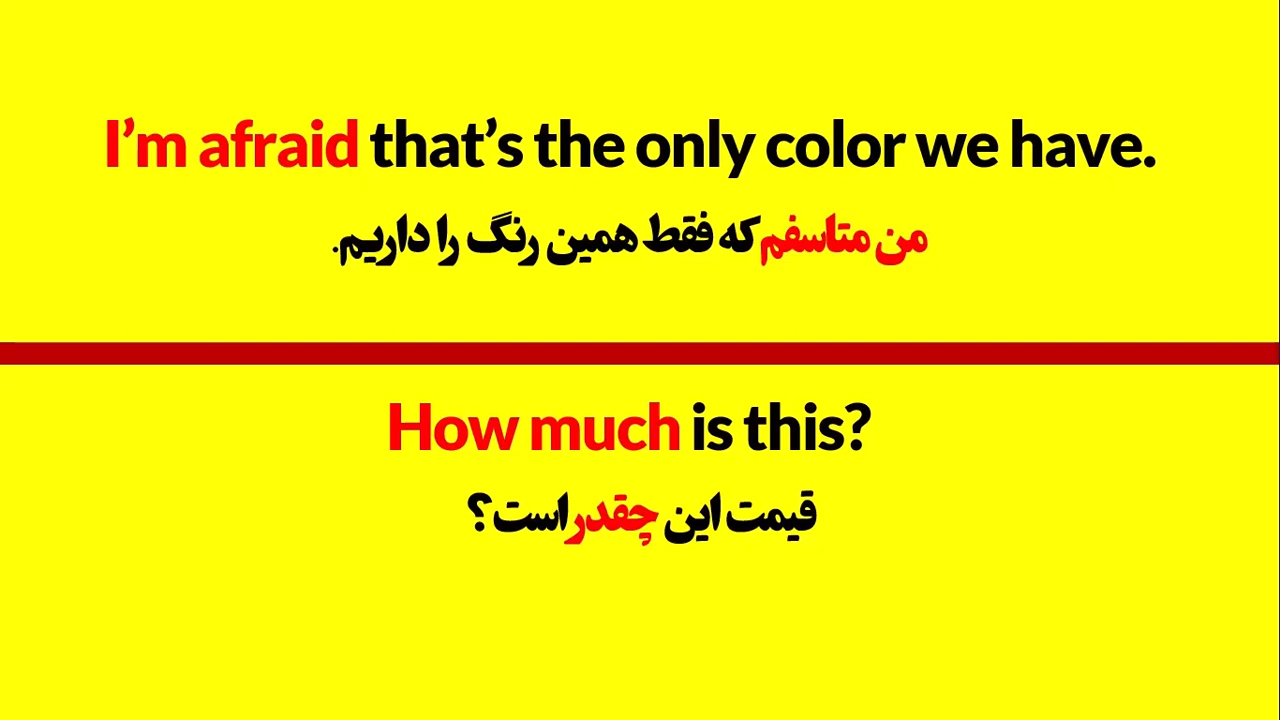 I’m afraid that’s the only color we have.
من متاسفم که فقط همین رنگ را داریم.
How much is this?
قیمت این چقدر است؟